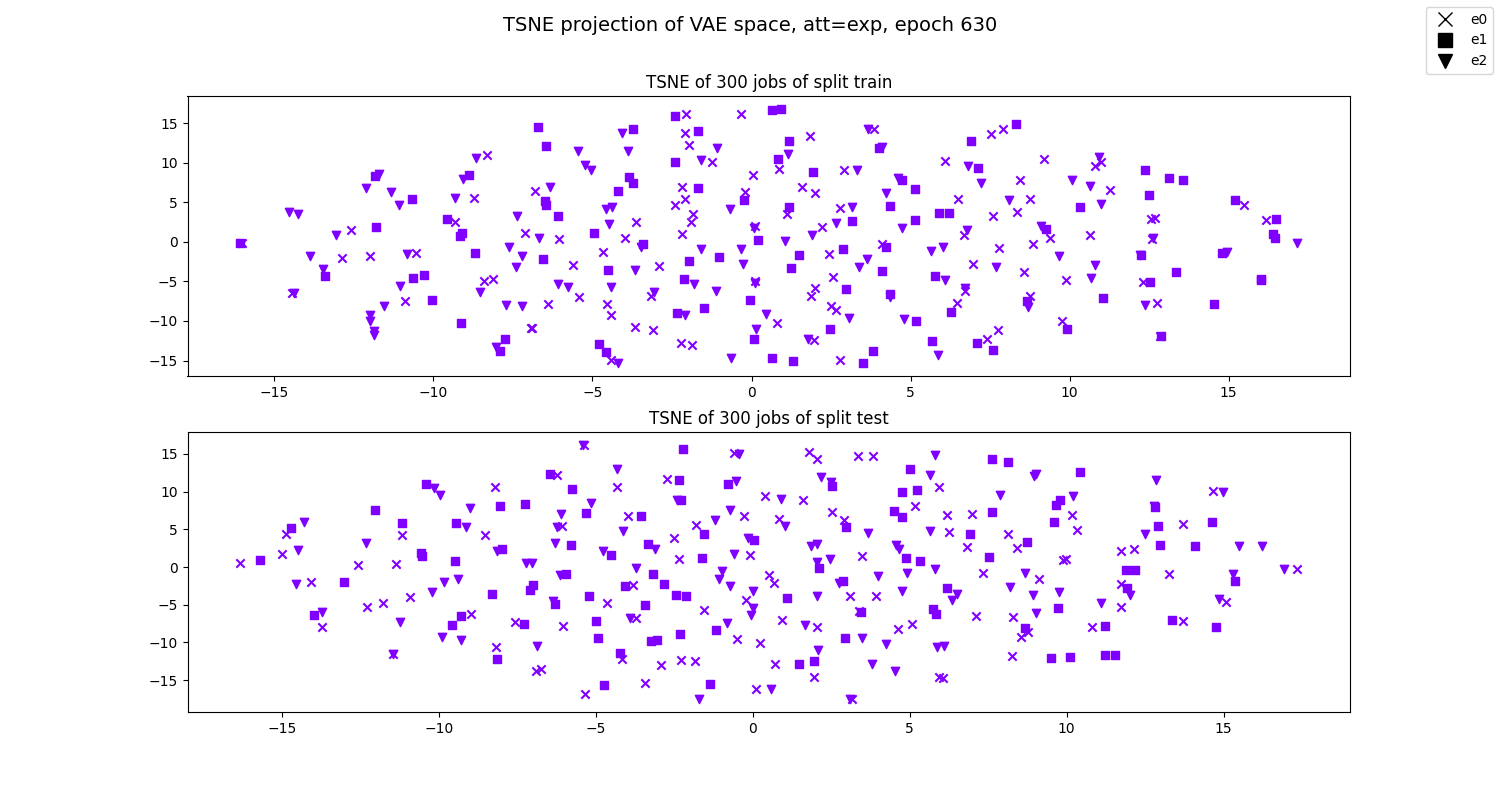 TSNE projection of VAE space, att=exp, epoch 630
e0
e1
e2
TSNE of 300 jobs of split train
15
10
5
0
−5
−10
−15
−15 −10 −5 0 5 10 15
TSNE of 300 jobs of split test
15
10
5
0
−5
−10
−15
−15 −10 −5 0 5 10 15